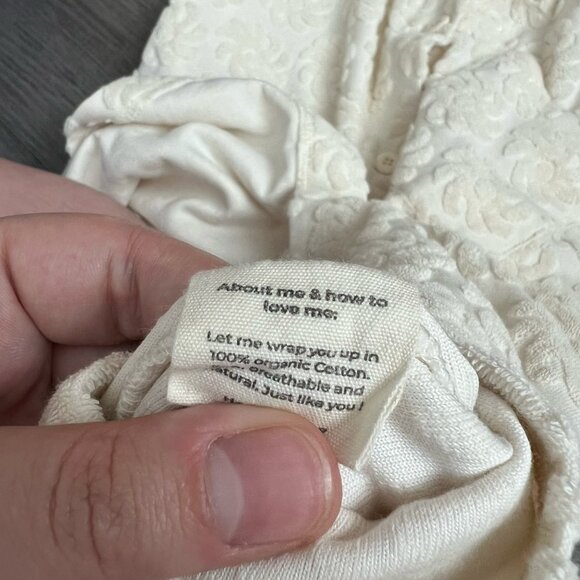 About me & how to
love me:
Let me wrap you up in
100% organic Cotton.
breathable and
natural. Just like you!